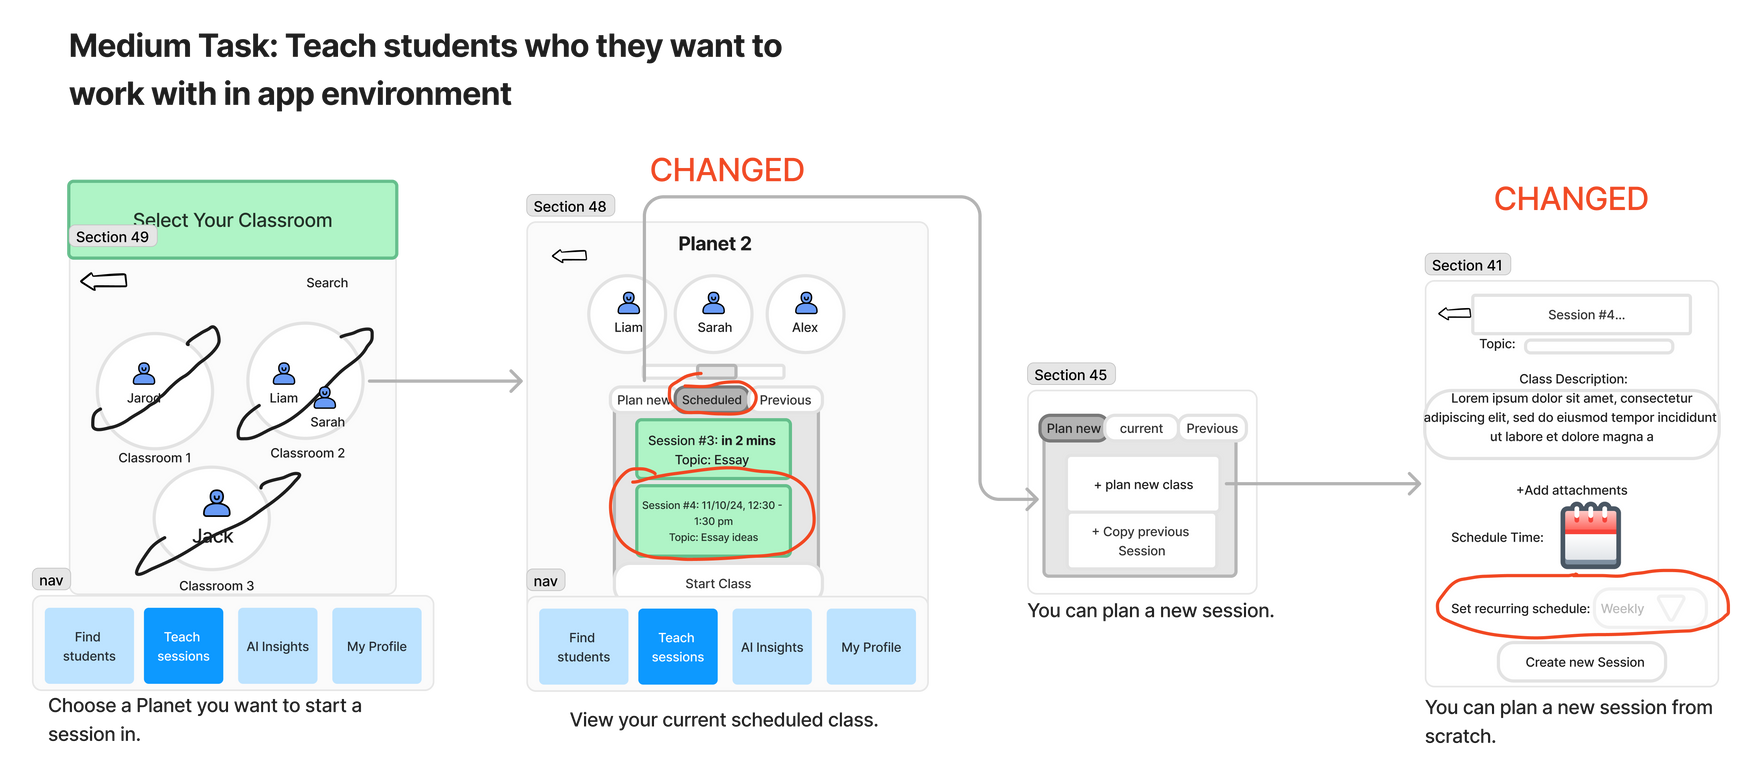 Medium Task: Teach students who they want to
work with in app environment
Select Your Classroom
Section 49
Search
Jarod
Liam
Sarah
Classroom 1
Classroom 2
Jack
Classroom 3
nav
Find
students
Teach
sessions
AI Insights
My Profile
Choose a Planet you want to start a
session in.
CHANGED
Section 48
Planet 2
Liam
Sarah
Alex
Plan new
Scheduled
Previous
Session #3: in 2 mins
Topic: Essay
Session #4: 11/10/24, 12:30 -
1:30 pm
Topic: Essay ideas
Start Class
nav
Find
students
Teach
sessions
AI Insights
My Profile
View your current scheduled class.
Section 45
Plan new
current
Previous
+ plan new class
+ Copy previous
Session
You can plan a new session.
CHANGED
Section 41
Session #4...
Topic:
Class Description:
Lorem ipsum dolor sit amet, consectetur
adipiscing elit, sed do eiusmod tempor incididunt
ut labore et dolore magna a
+Add attachments
Schedule Time:
Set recurring schedule:
Weekly
Create new Session
You can plan a new session from
scratch.